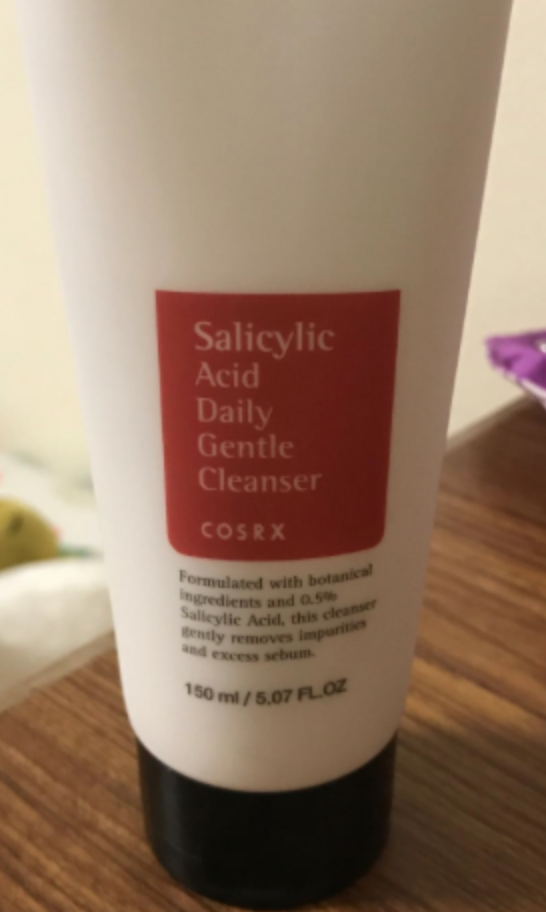 Salicylic
Acid
Daily
Gentle
Cleanser
COSRX
Formulated with botanical
ingredients and 0.5%
Salicylic Acid, this cleanser
gently removes impurities
and excess sebum.
150 ml / 5.07 FL.OZ